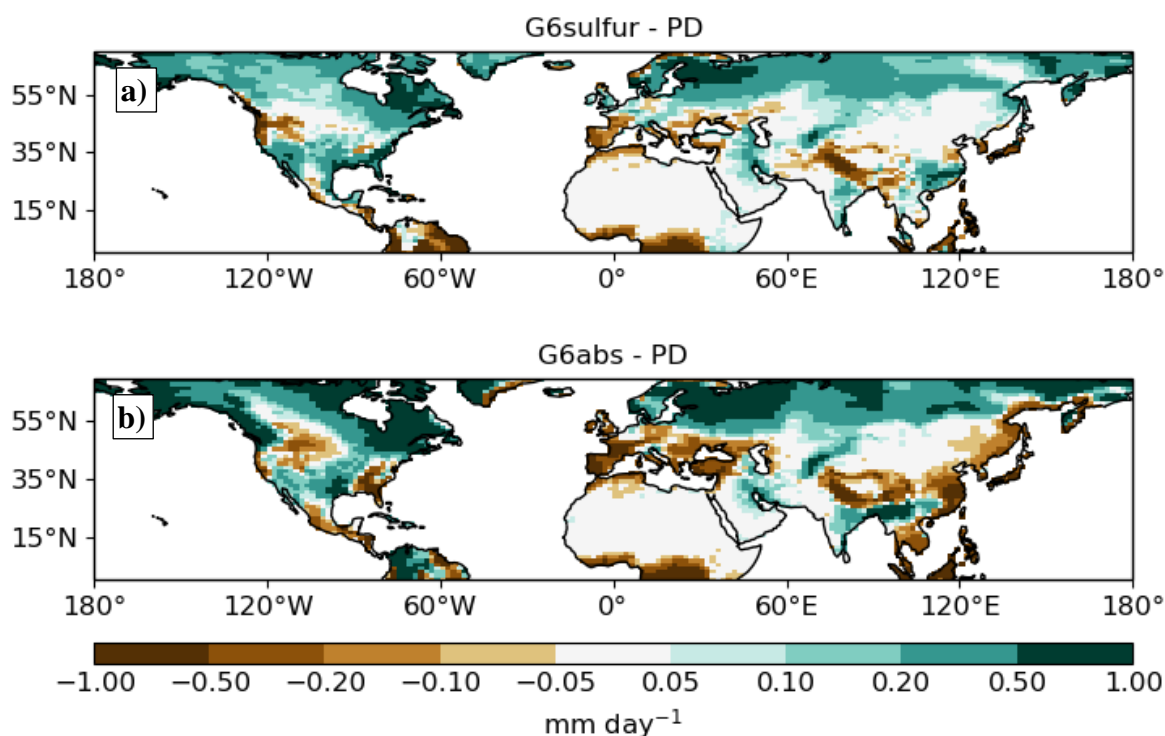 G6sulfur - PD
a)
55°N
35°N
15°N
180° 120°W 60°W 0° 60°E 120°E 180°
G6abs - PD
b)
55°N
35°N
15°N
180° 120°W 60°W 0° 60°E 120°E 180°
−1.00 −0.50 −0.20 −0.10 −0.05 0.05 0.10 0.20 0.50 1.00
mm day⁻¹